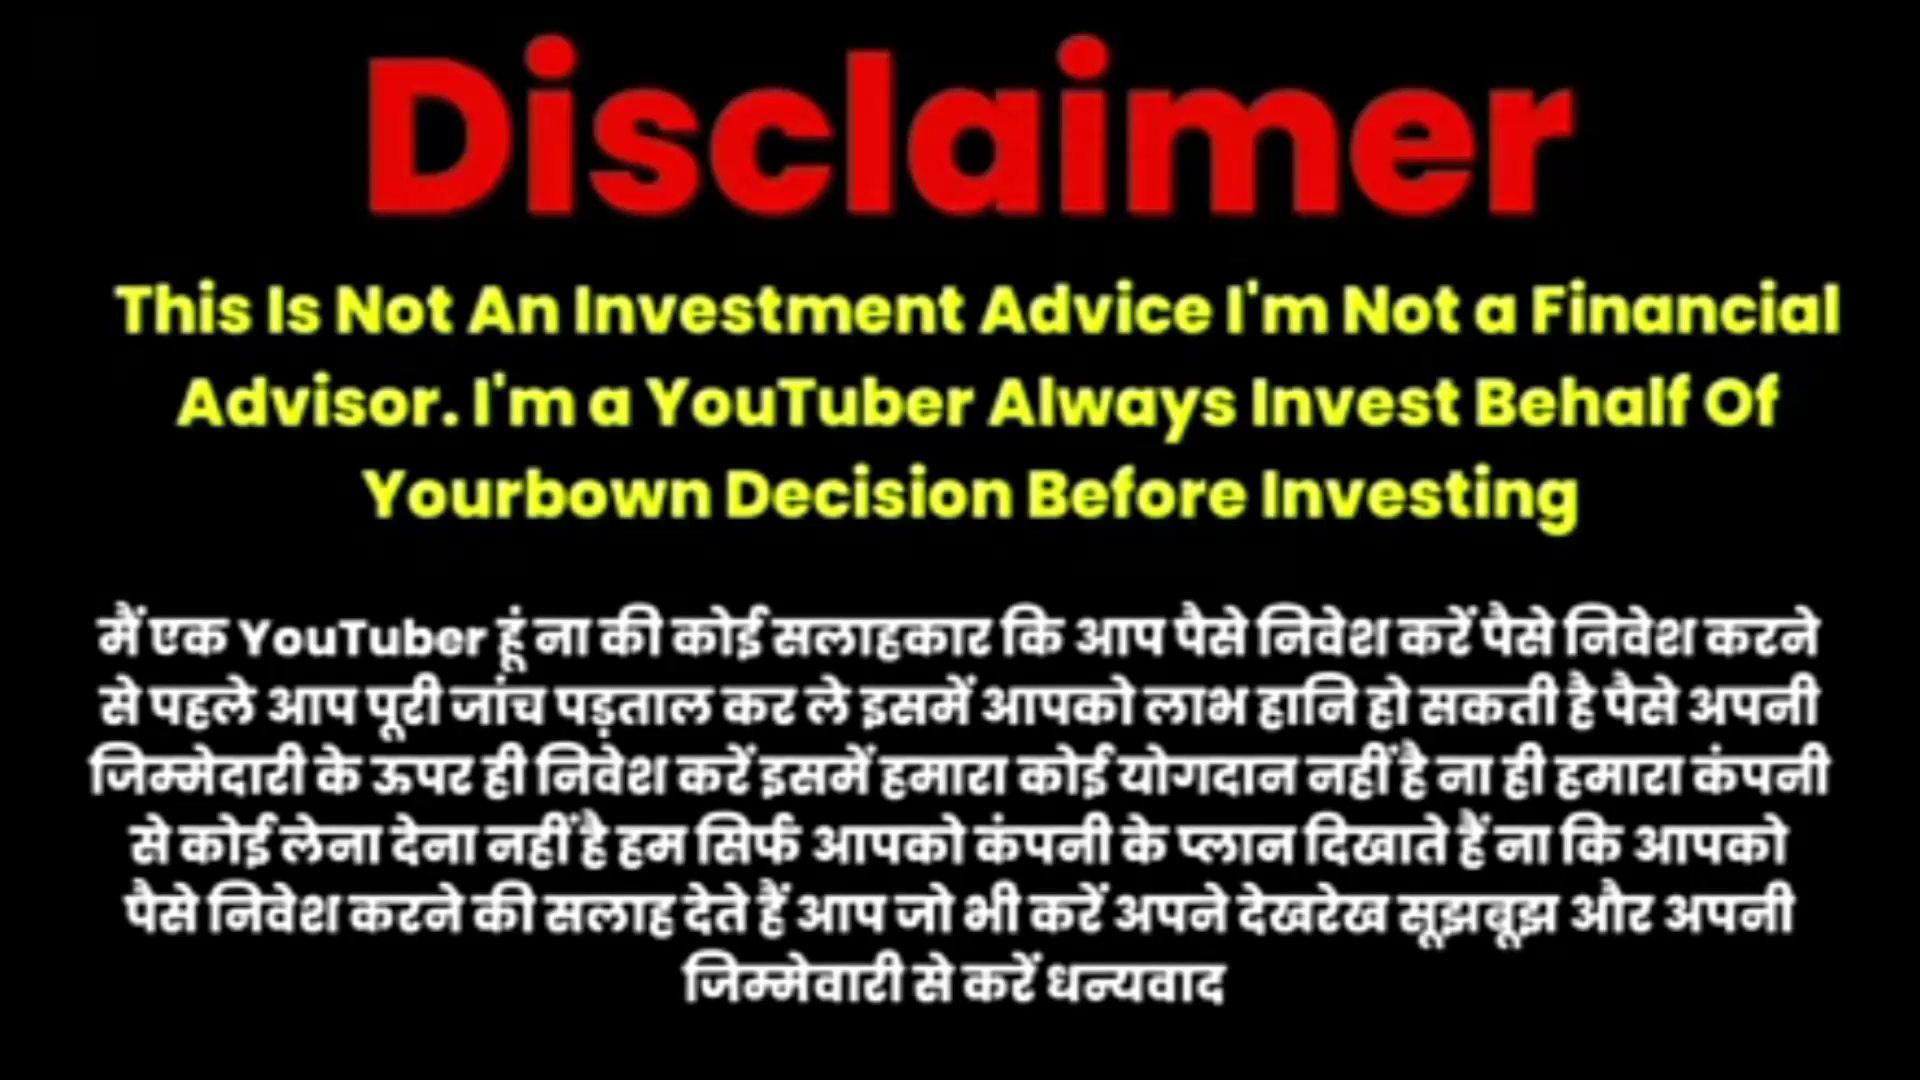 Disclaimer
This Is Not An Investment Advice I'm Not a Financial
Advisor. I'm a YouTuber Always Invest Behalf Of
Yourbown Decision Before Investing
मैं एक YouTuber हूं ना की कोई सलाहकार कि आप पैसे निवेश करें पैसे निवेश करने
से पहले आप पूरी जांच पड़ताल कर ले इसमें आपको लाभ हानि हो सकती है पैसे अपनी
जिम्मेदारी के ऊपर ही निवेश करें इसमें हमारा कोई योगदान नहीं है ना ही हमारा कंपनी
से कोई लेना देना नहीं है हम सिर्फ आपको कंपनी के प्लान दिखाते हैं ना कि आपको
पैसे निवेश करने की सलाह देते हैं आप जो भी करें अपने देखरेख सूझबूझ और अपनी
जिम्मेवारी से करें धन्यवाद